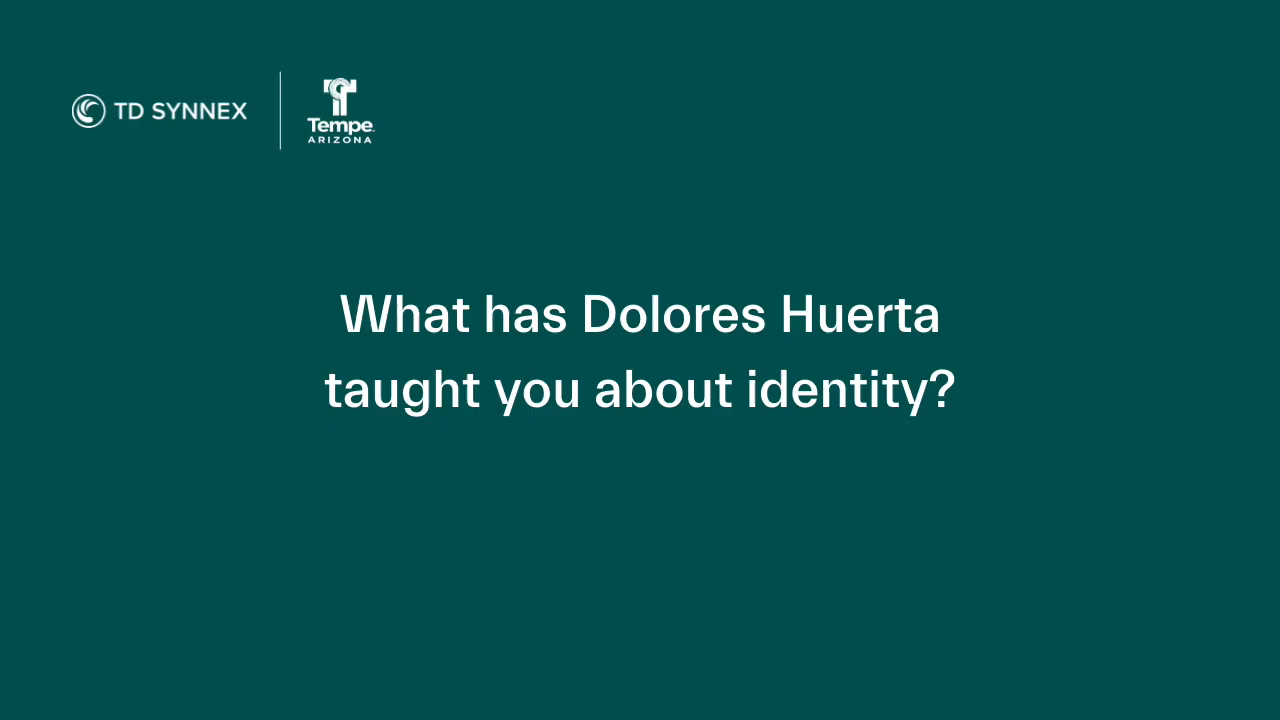 TD SYNNEX
Tempe
ARIZONA
What has Dolores Huerta
taught you about identity?